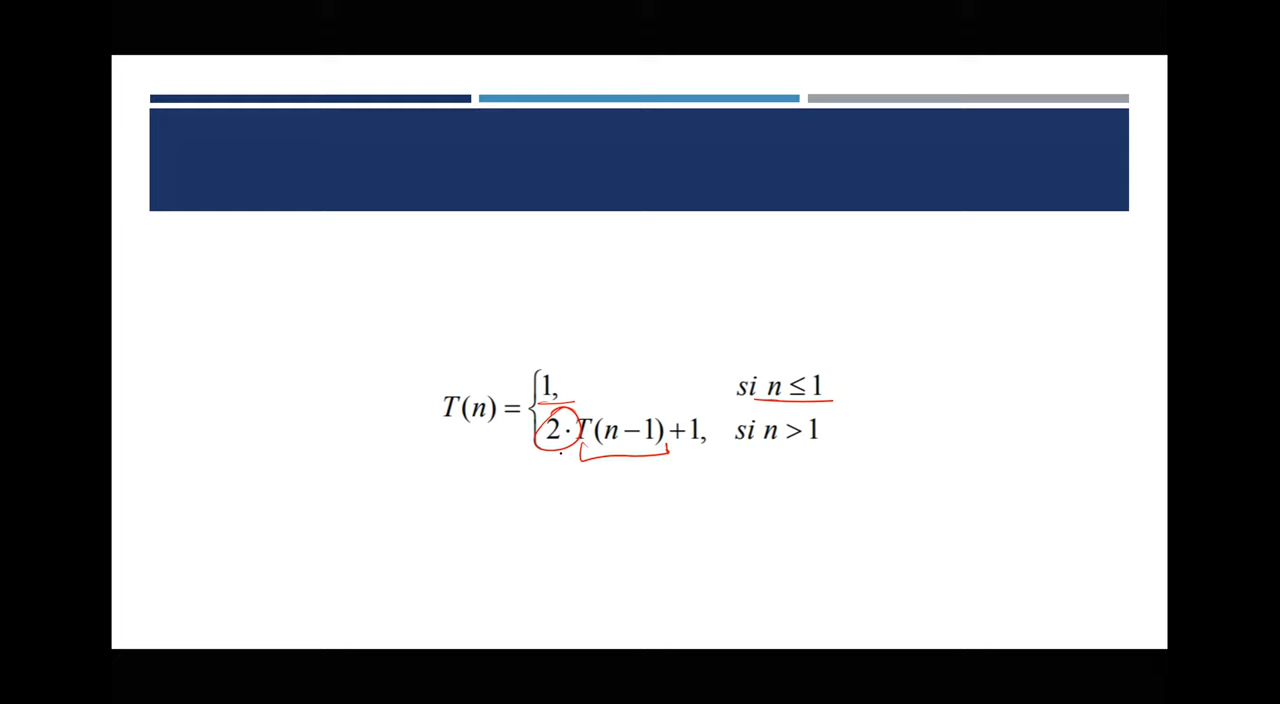 1, si n ≤ 1
T(n) =
2·T(n−1)+1, si n > 1